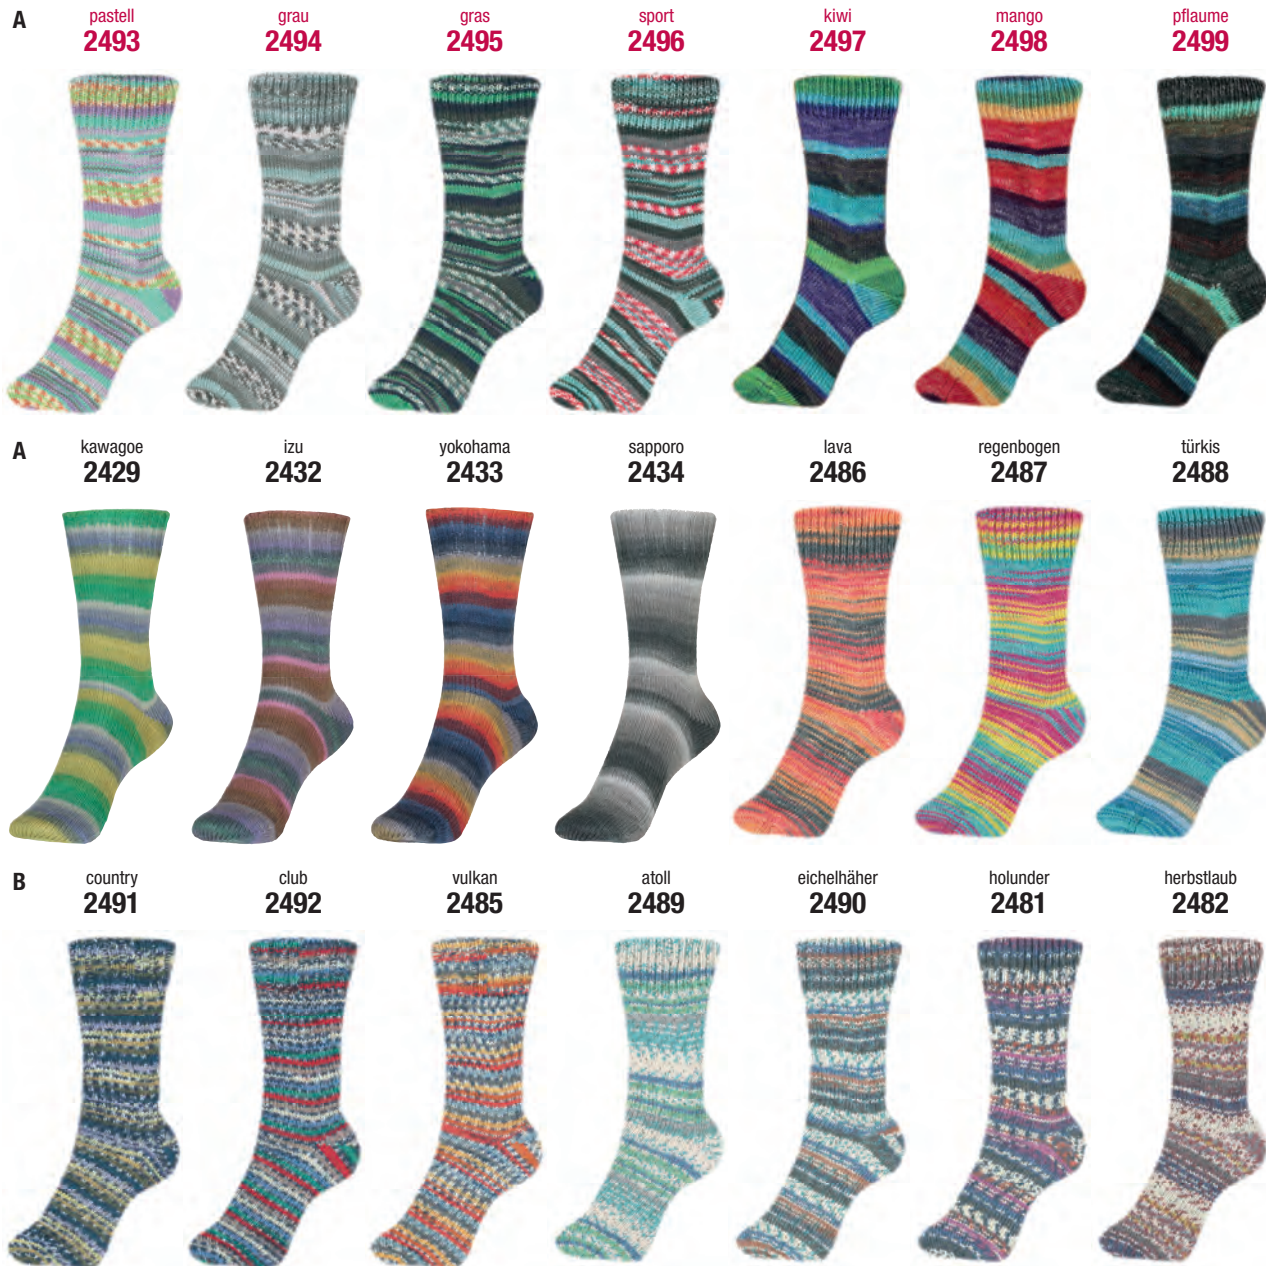 A
pastell grau gras sport kiwi mango pflaume
2493 2494 2495 2496 2497 2498 2499
A
kawagoe izu yokohama sapporo lava regenbogen türkis
2429 2432 2433 2434 2486 2487 2488
B
country club vulkan atoll eichelhäher holunder herbstlaub
2491 2492 2485 2489 2490 2481 2482